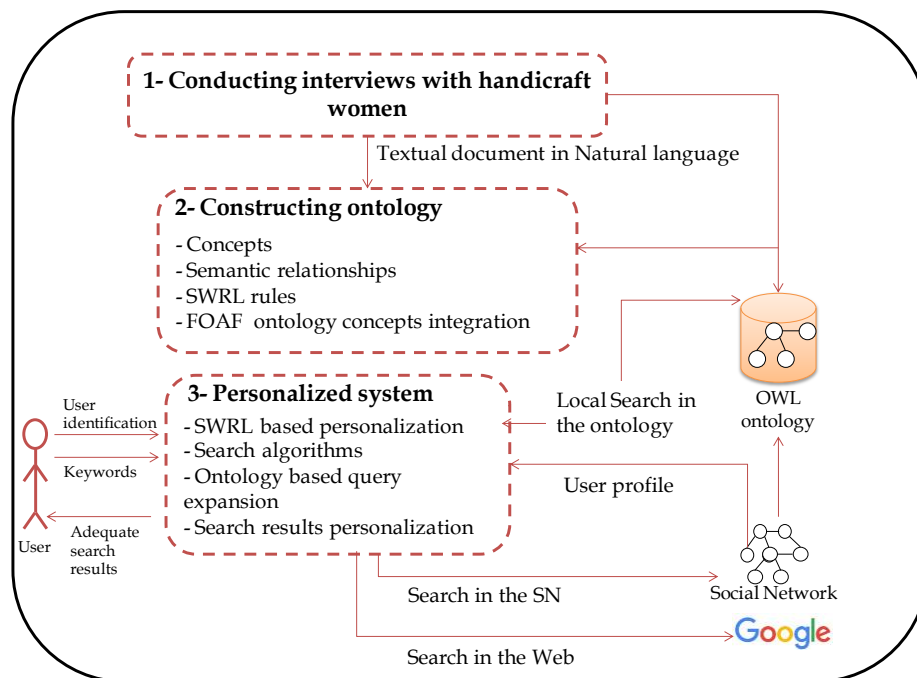 1- Conducting interviews with handicraft
women
Textual document in Natural language
2- Constructing ontology
- Concepts
- Semantic relationships
- SWRL rules
- FOAF ontology concepts integration
OWL
ontology
Local Search in
the ontology
3- Personalized system
- SWRL based personalization
- Search algorithms
- Ontology based query
expansion
- Search results personalization
User
identification
Keywords
Adequate
search
results
User
User profile
Social Network
Search in the SN
Google
Search in the Web